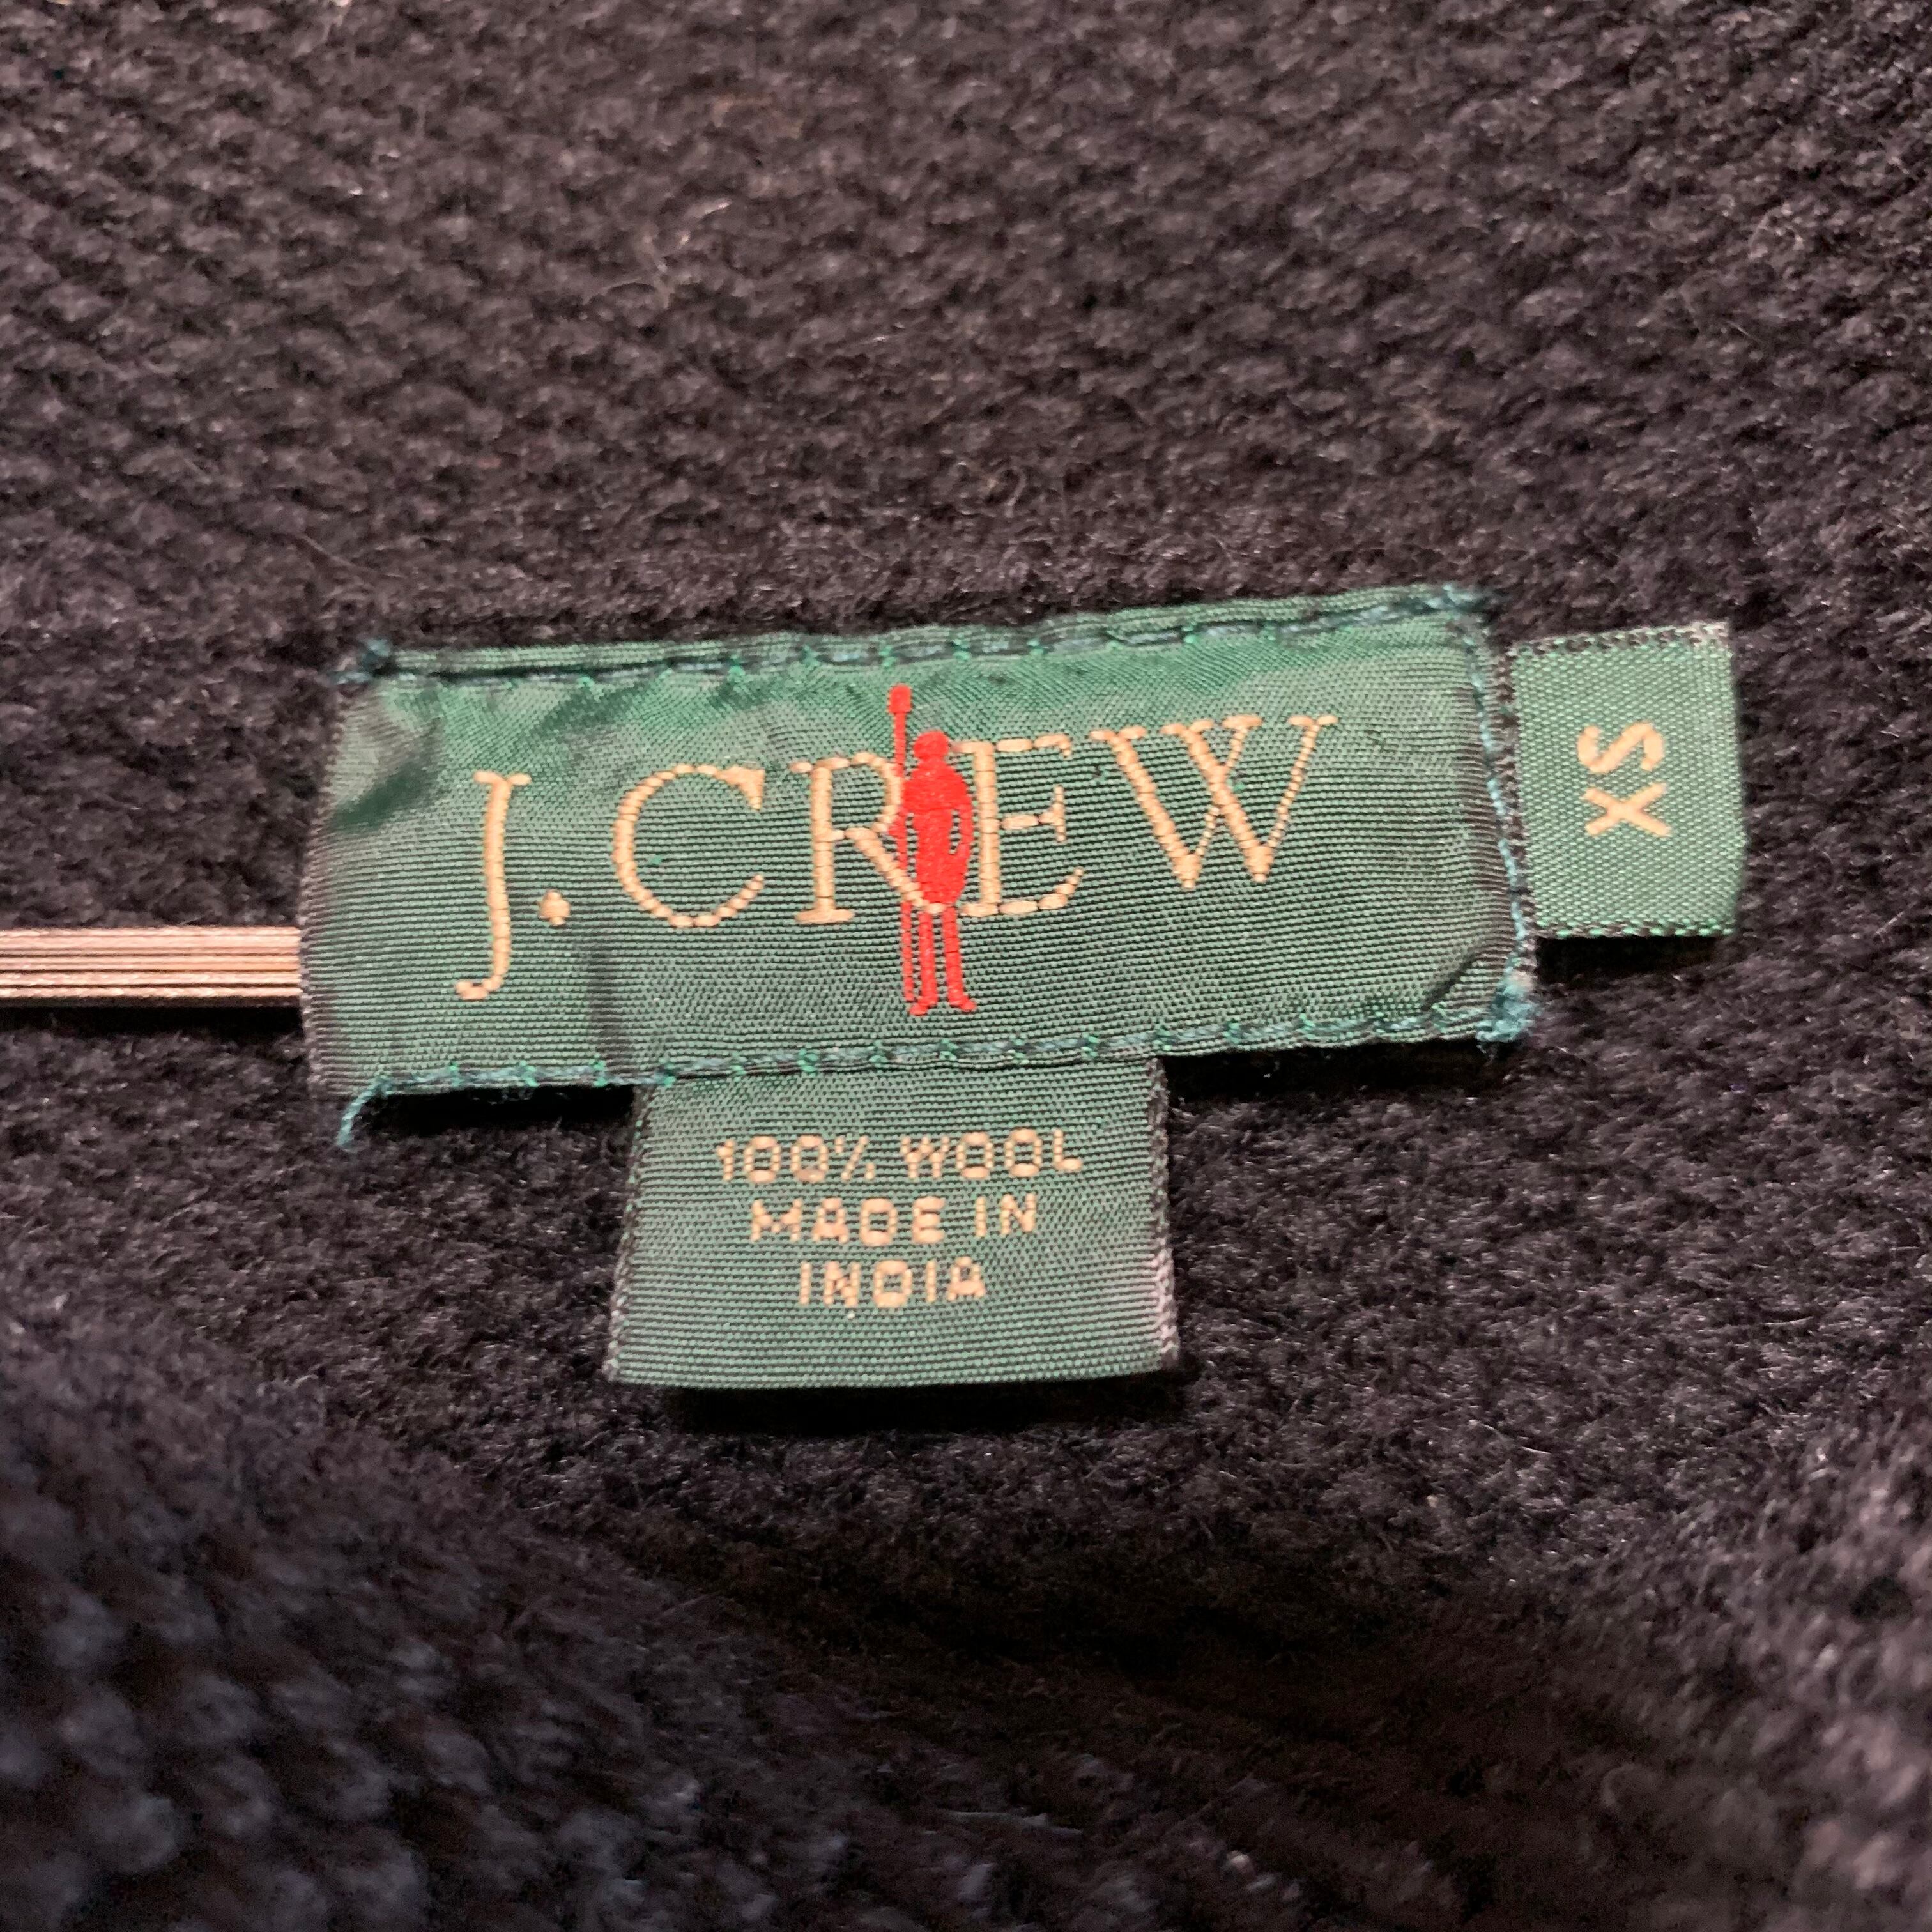 J.CREW
XS
100% WOOL
MADE IN
INDIA